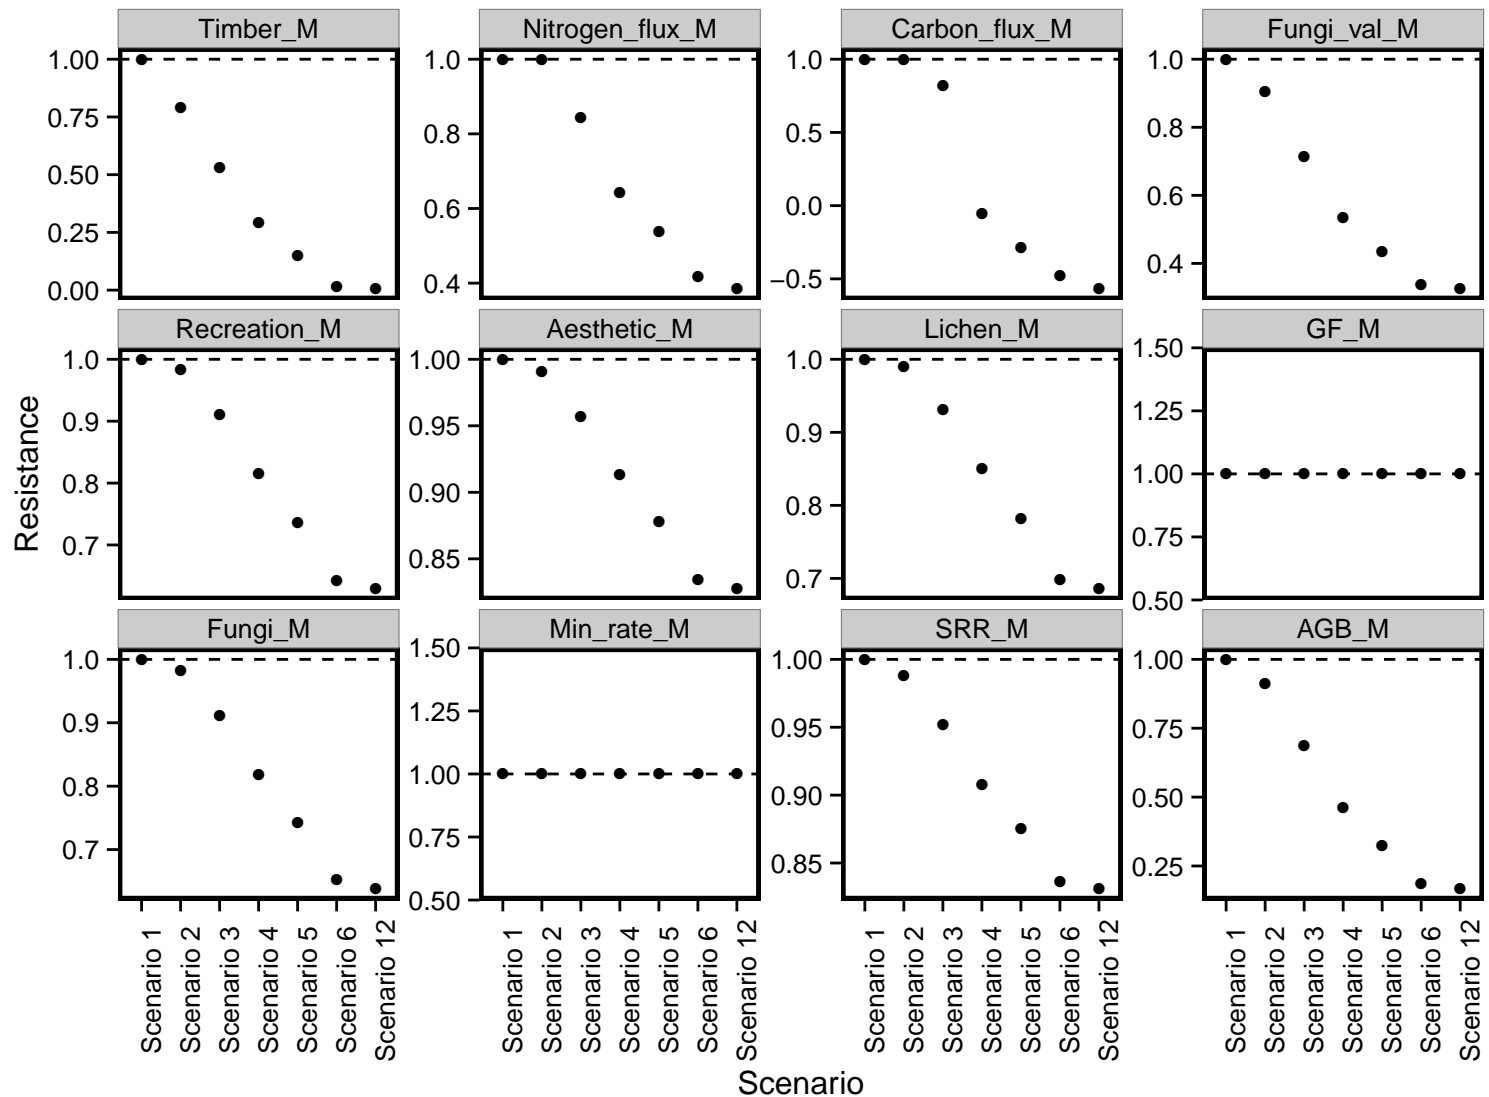 Timber_M
Nitrogen_flux_M
Carbon_flux_M
Fungi_val_M
1.00
0.75
0.50
0.25
0.00
1.0
0.8
0.6
0.4
1.0
0.5
0.0
−0.5
1.0
0.8
0.6
0.4
Recreation_M
Aesthetic_M
Lichen_M
GF_M
1.0
0.9
0.8
0.7
1.00
0.95
0.90
0.85
1.0
0.9
0.8
0.7
1.50
1.25
1.00
0.75
0.50
Fungi_M
Min_rate_M
SRR_M
AGB_M
1.0
0.9
0.8
0.7
1.50
1.25
1.00
0.75
0.50
1.00
0.95
0.90
0.85
1.00
0.75
0.50
0.25
Scenario 1
Scenario 2
Scenario 3
Scenario 4
Scenario 5
Scenario 6
Scenario 12
Scenario 1
Scenario 2
Scenario 3
Scenario 4
Scenario 5
Scenario 6
Scenario 12
Scenario 1
Scenario 2
Scenario 3
Scenario 4
Scenario 5
Scenario 6
Scenario 12
Scenario 1
Scenario 2
Scenario 3
Scenario 4
Scenario 5
Scenario 6
Scenario 12
Resistance
Scenario